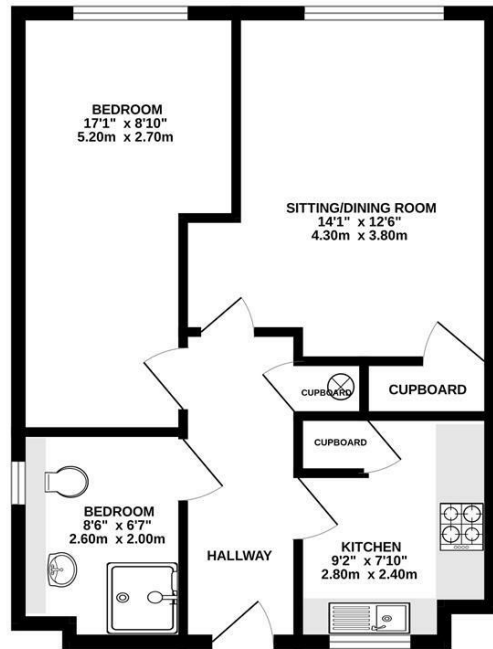 BEDROOM
17'1" x 8'10"
5.20m x 2.70m
SITTING/DINING ROOM
14'1" x 12'6"
4.30m x 3.80m
CUPBOARD
CUPBOARD
CUPBOARD
BEDROOM
8'6" x 6'7"
2.60m x 2.00m
HALLWAY
KITCHEN
9'2" x 7'10"
2.80m x 2.40m